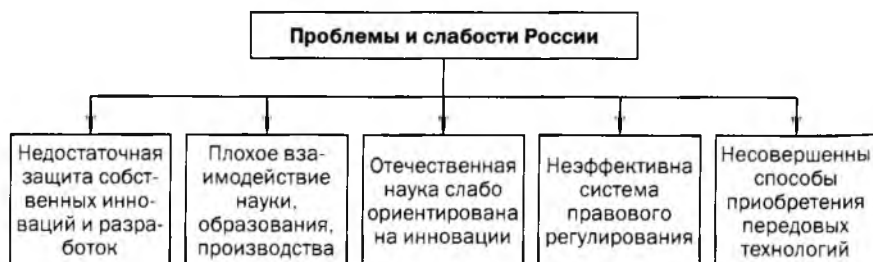 Проблемы и слабости России
Недостаточная
защита собст-
венных инно-
ваций и разра-
боток
Плохое вза-
имодействие
науки,
образования,
производства
Отечественная
наука слабо
ориентирована
на инновации
Неэффективна
система
правового
регулирования
Несовершенны
способы
приобретения
передовых
технологий